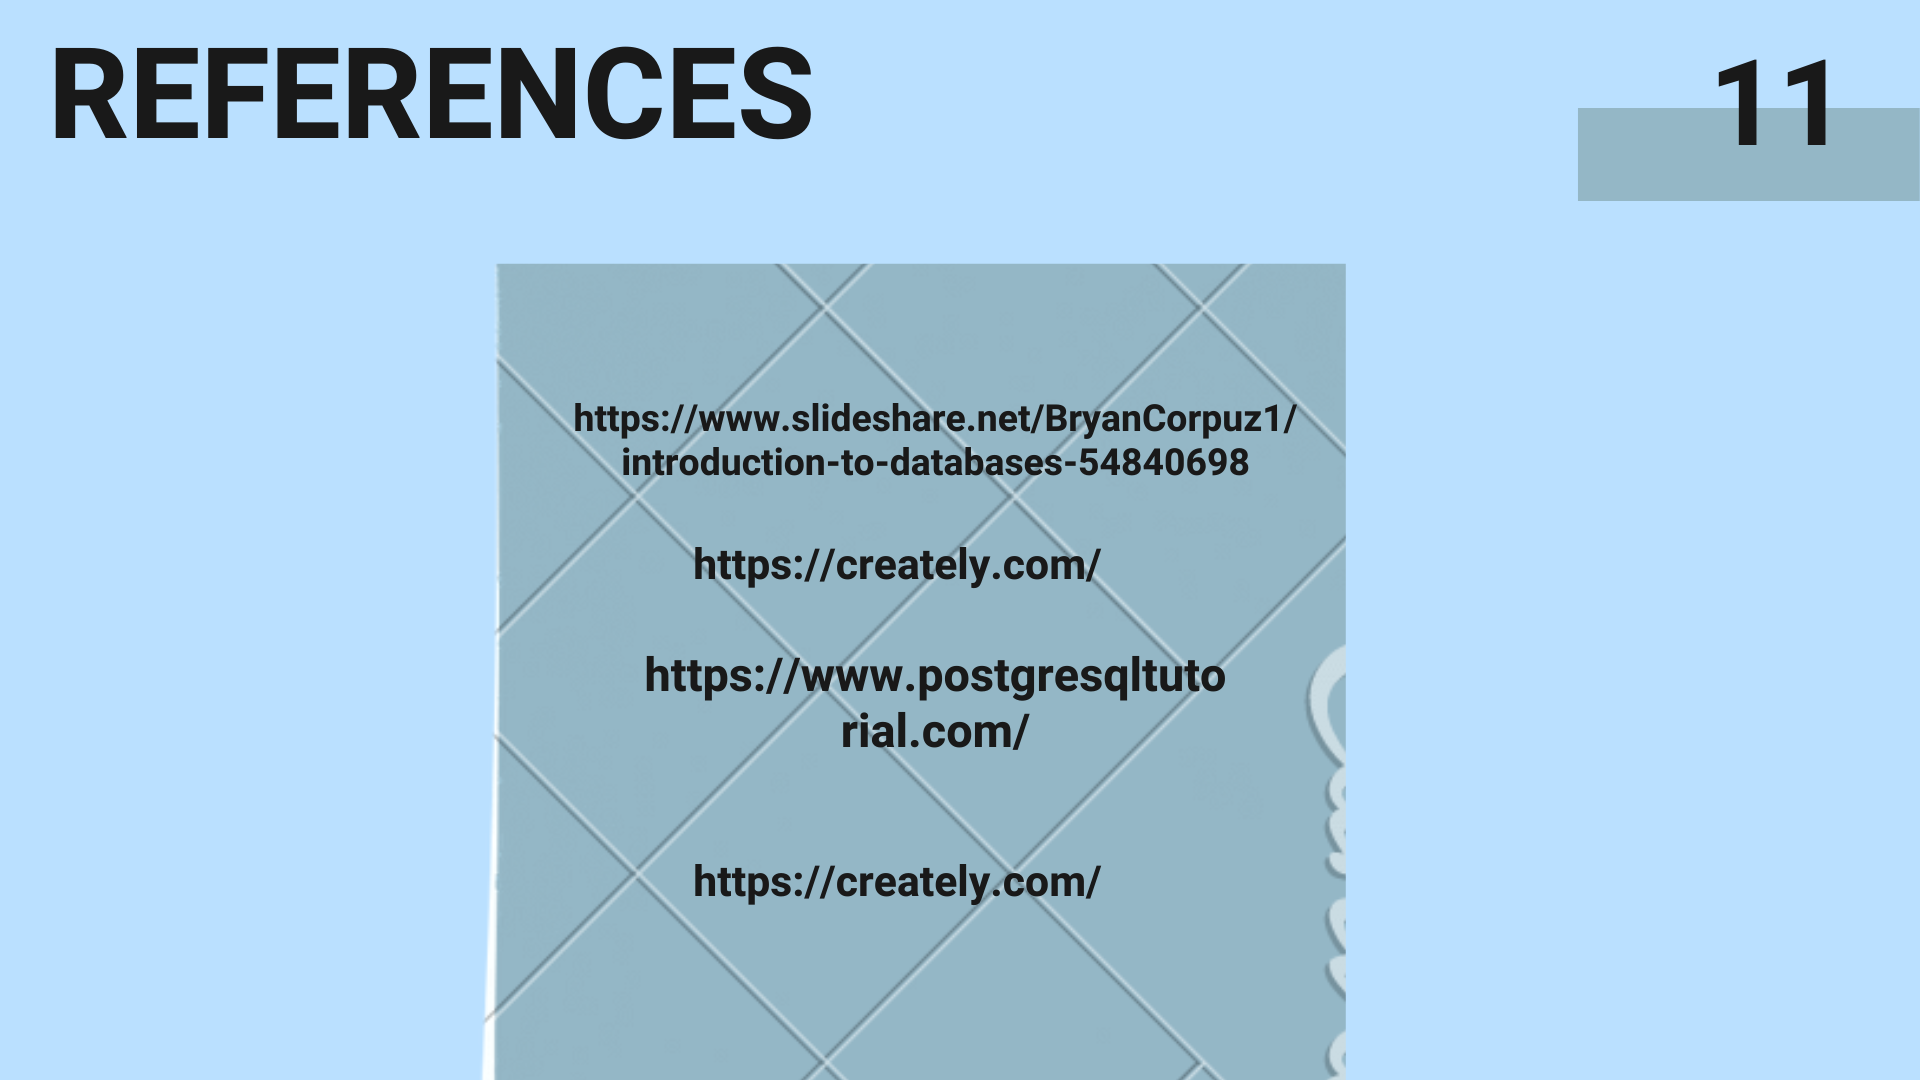 REFERENCES
11
https://www.slideshare.net/BryanCorpuz1/
introduction-to-databases-54840698
https://creately.com/
https://www.postgresqltuto
rial.com/
https://creately.com/